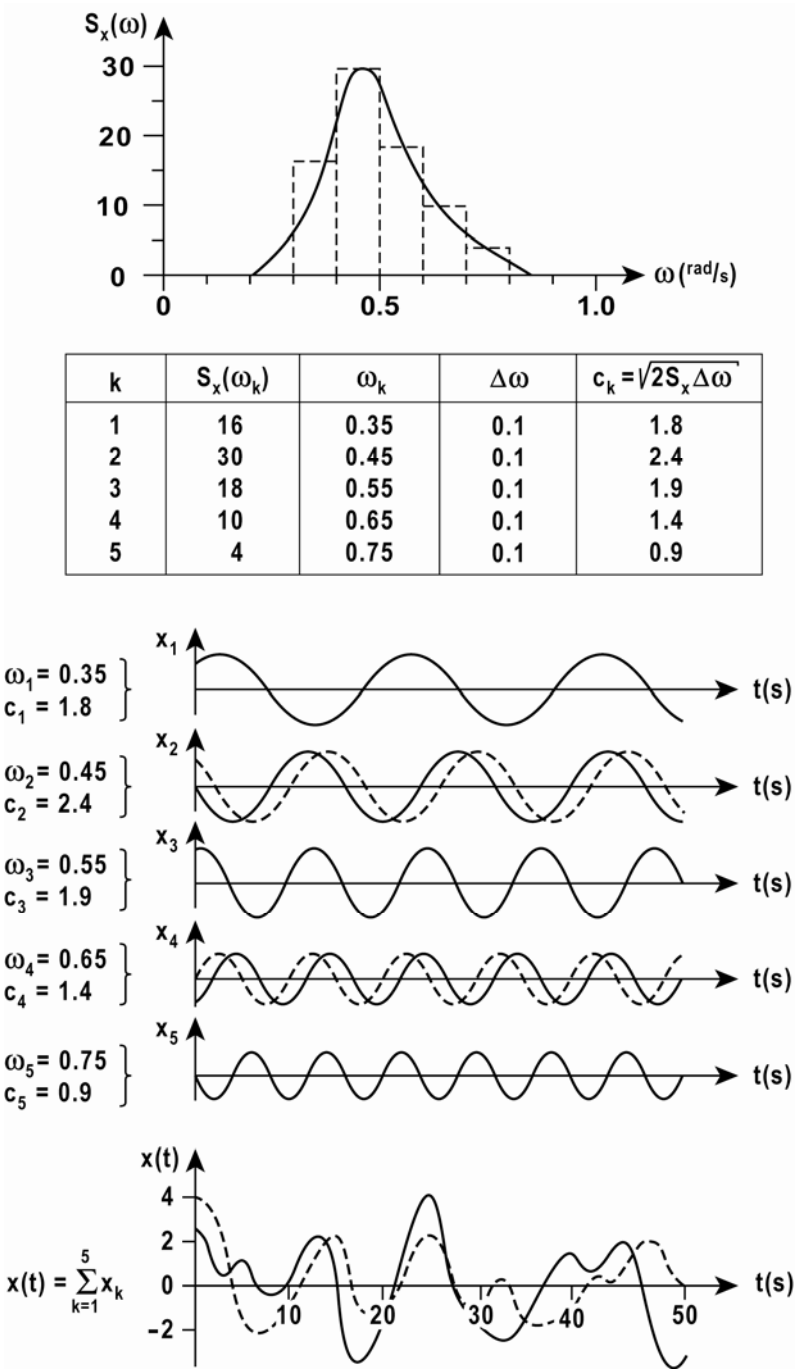 Sx(ω)
30
20
10
0
0 0.5 1.0 ω(rad/s)
k Sx(ωk) ωk Δω ck = √2SxΔω
1 16 0.35 0.1 1.8
2 30 0.45 0.1 2.4
3 18 0.55 0.1 1.9
4 10 0.65 0.1 1.4
5 4 0.75 0.1 0.9
x1
ω1 = 0.35
c1 = 1.8
t(s)
x2
ω2 = 0.45
c2 = 2.4
t(s)
x3
ω3 = 0.55
c3 = 1.9
t(s)
x4
ω4 = 0.65
c4 = 1.4
t(s)
x5
ω5 = 0.75
c5 = 0.9
t(s)
x(t)
4
2
0
−2
10 20 30 40 50 t(s)
x(t) = 5∑k=1 xk